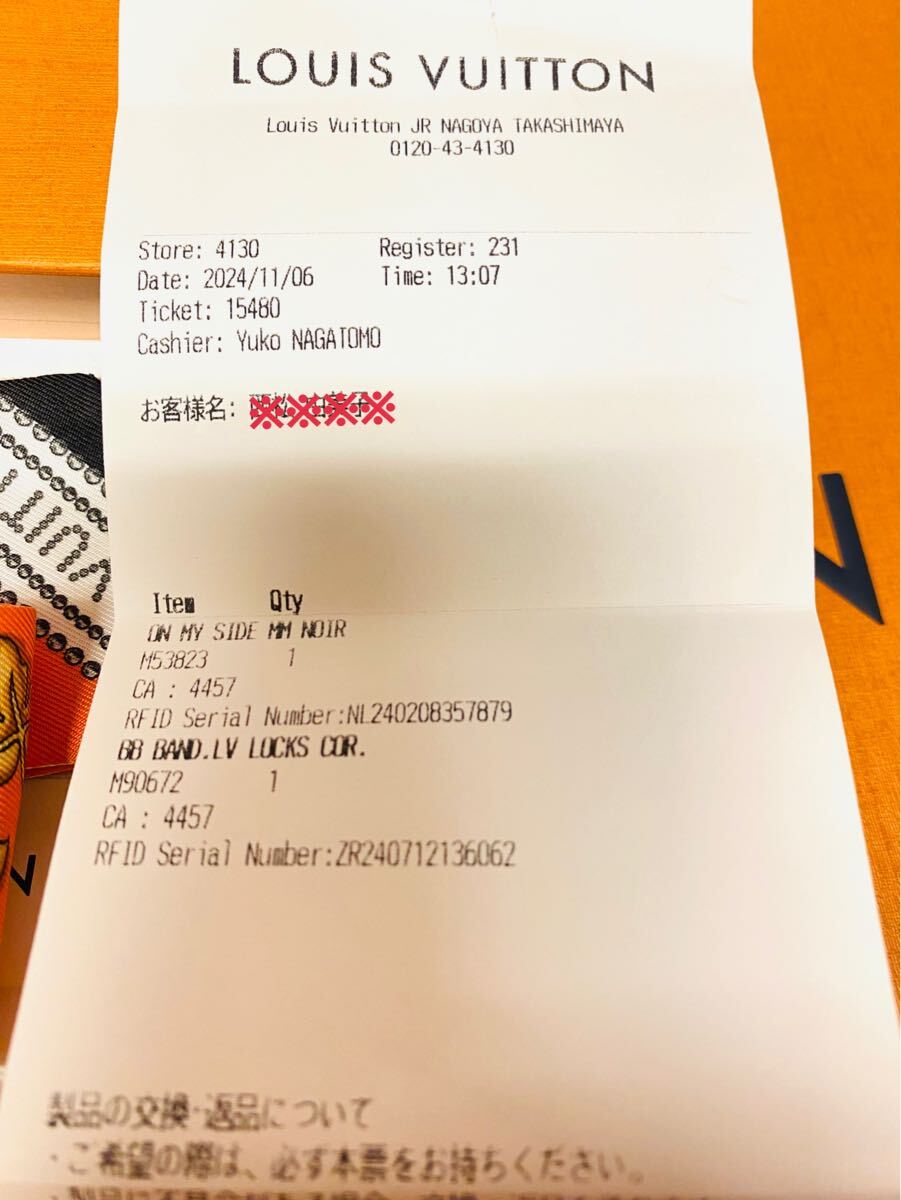 LOUIS VUITTON
Louis Vuitton JR NAGOYA TAKASHIMAYA
0120-43-4130
Store: 4130 Register: 231
Date: 2024/11/06 Time: 13:07
Ticket: 15480
Cashier: Yuko NAGATOMO
お客様名:
Item Qty
ON MY SIDE MM NOIR
M53823 1
CA : 4457
RFID Serial Number:NL240208357879
BB BAND.LV LOCKS COR.
M90672 1
CA : 4457
RFID Serial Number:ZR240712136062
製品の交換・返品について
・ご希望の際は、必ず本票をお持ちください。
VUITT
V
V